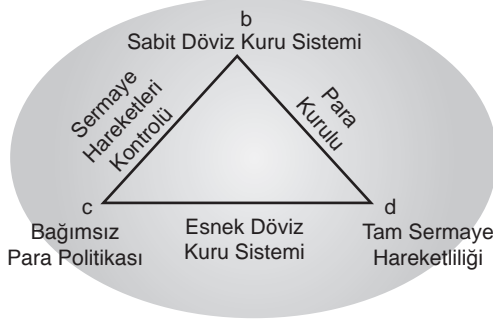 b
Sabit Döviz Kuru Sistemi
Sermaye
Hareketleri
Kontrolü
Para
Kurulu
c
Bağımsız
Para Politikası
Esnek Döviz
Kuru Sistemi
d
Tam Sermaye
Hareketliliği